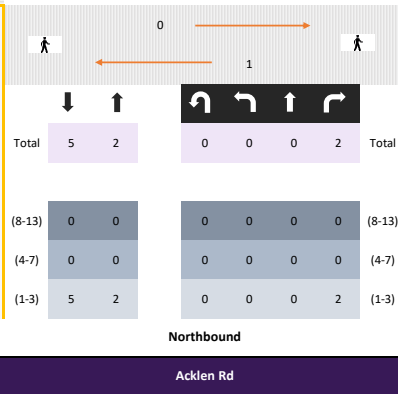 0
1
Total 5 2 0 0 0 2 Total
(8-13) 0 0 0 0 0 0 (8-13)
(4-7) 0 0 0 0 0 0 (4-7)
(1-3) 5 2 0 0 0 2 (1-3)
Northbound
Acklen Rd